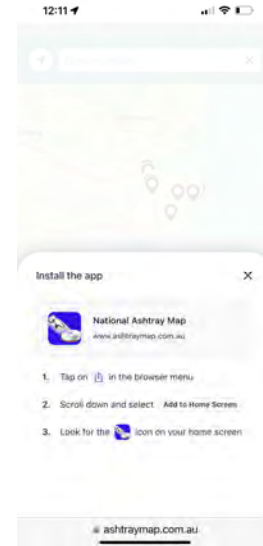 12:11
Install the app
National Ashtray Map
www.ashtraymap.com.au
1. Tap on in the browser menu
2. Scroll down and select Add to Home Screen
3. Look for the icon on your home screen
ashtraymap.com.au